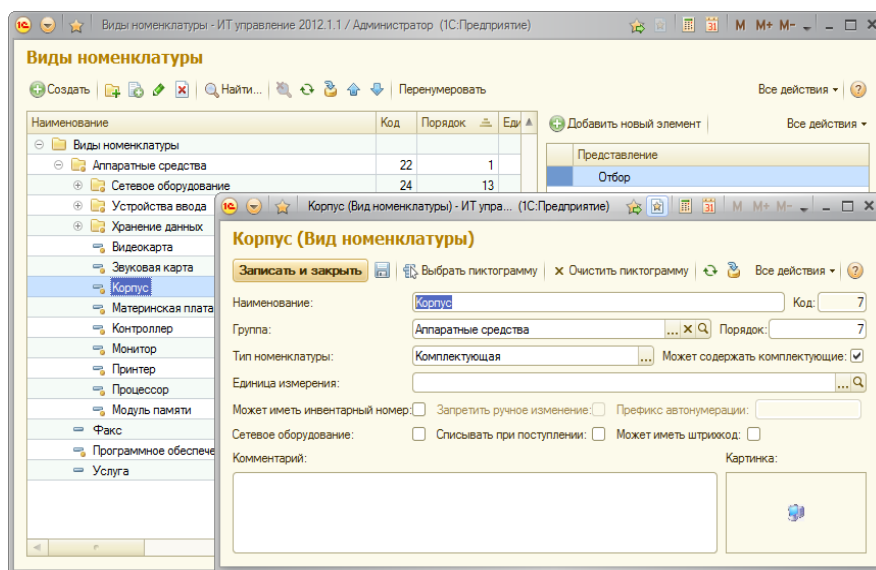 Виды номенклатуры - ИТ управление 2012.1.1 / Администратор (1С:Предприятие) M M+ M-
Виды номенклатуры
Создать Найти... Перенумеровать Все действия
Наименование Код Порядок
Добавить новый элемент Все действия
Виды номенклатуры
Представление
Аппаратные средства 22 1
Отбор
Сетевое оборудование 24 13
Устройства ввода
Хранение данных
Видеокарта
Звуковая карта
Корпус
Материнская плата
Контроллер
Монитор
Принтер
Процессор
Модуль памяти
Факс
Программное обеспече
Услуга
Корпус (Вид номенклатуры) - ИТ упра... (1С:Предприятие) M M+ M-
Корпус (Вид номенклатуры)
Записать и закрыть Выбрать пиктограмму Очистить пиктограмму Все действия
Наименование: Корпус Код: 7
Группа: Аппаратные средства ... Порядок: 7
Тип номенклатуры: Комплектующая ... Может содержать комплектующие:
Единица измерения: ...
Может иметь инвентарный номер: Запретить ручное изменение: Префикс автонумерации:
Сетевое оборудование: Списывать при поступлении: Может иметь штрихкод:
Комментарий: Картинка: